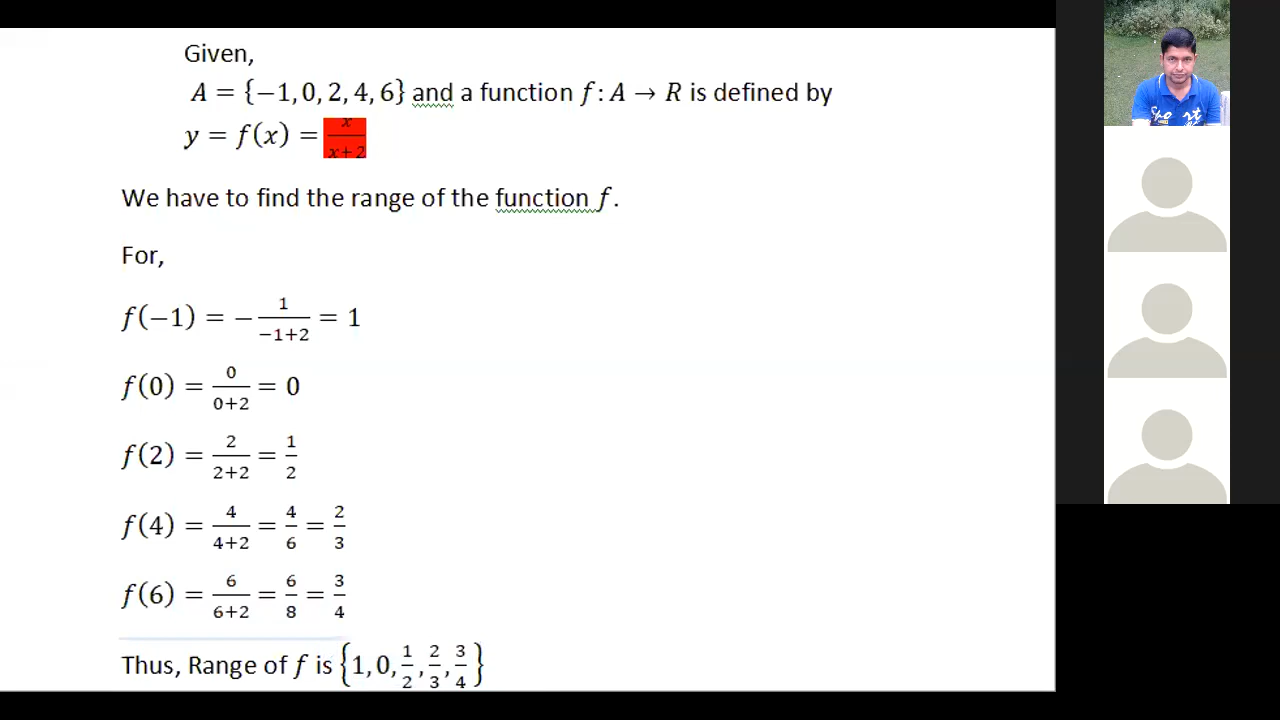 Given,
A = {−1, 0, 2, 4, 6} and a function f: A → R is defined by
y = f(x) = x/(x+2)
We have to find the range of the function f.
For,
f(−1) = −1/(−1+2) = 1
f(0) = 0/(0+2) = 0
f(2) = 2/(2+2) = 1/2
f(4) = 4/(4+2) = 4/6 = 2/3
f(6) = 6/(6+2) = 6/8 = 3/4
Thus, Range of f is {1, 0, 1/2, 2/3, 3/4}
Sport